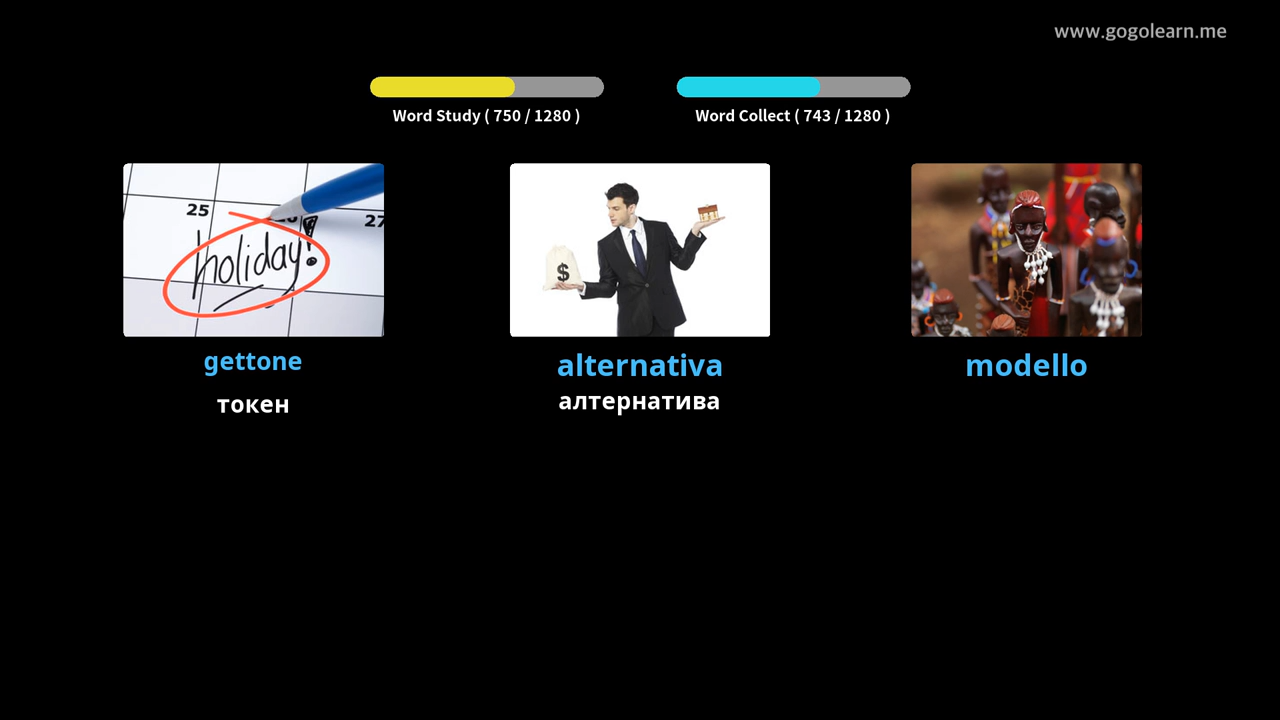 www.gogolearn.me
Word Study ( 750 / 1280 )
Word Collect ( 743 / 1280 )
25
27
holiday!
gettone
токен
$
alternativa
алтернатива
modello